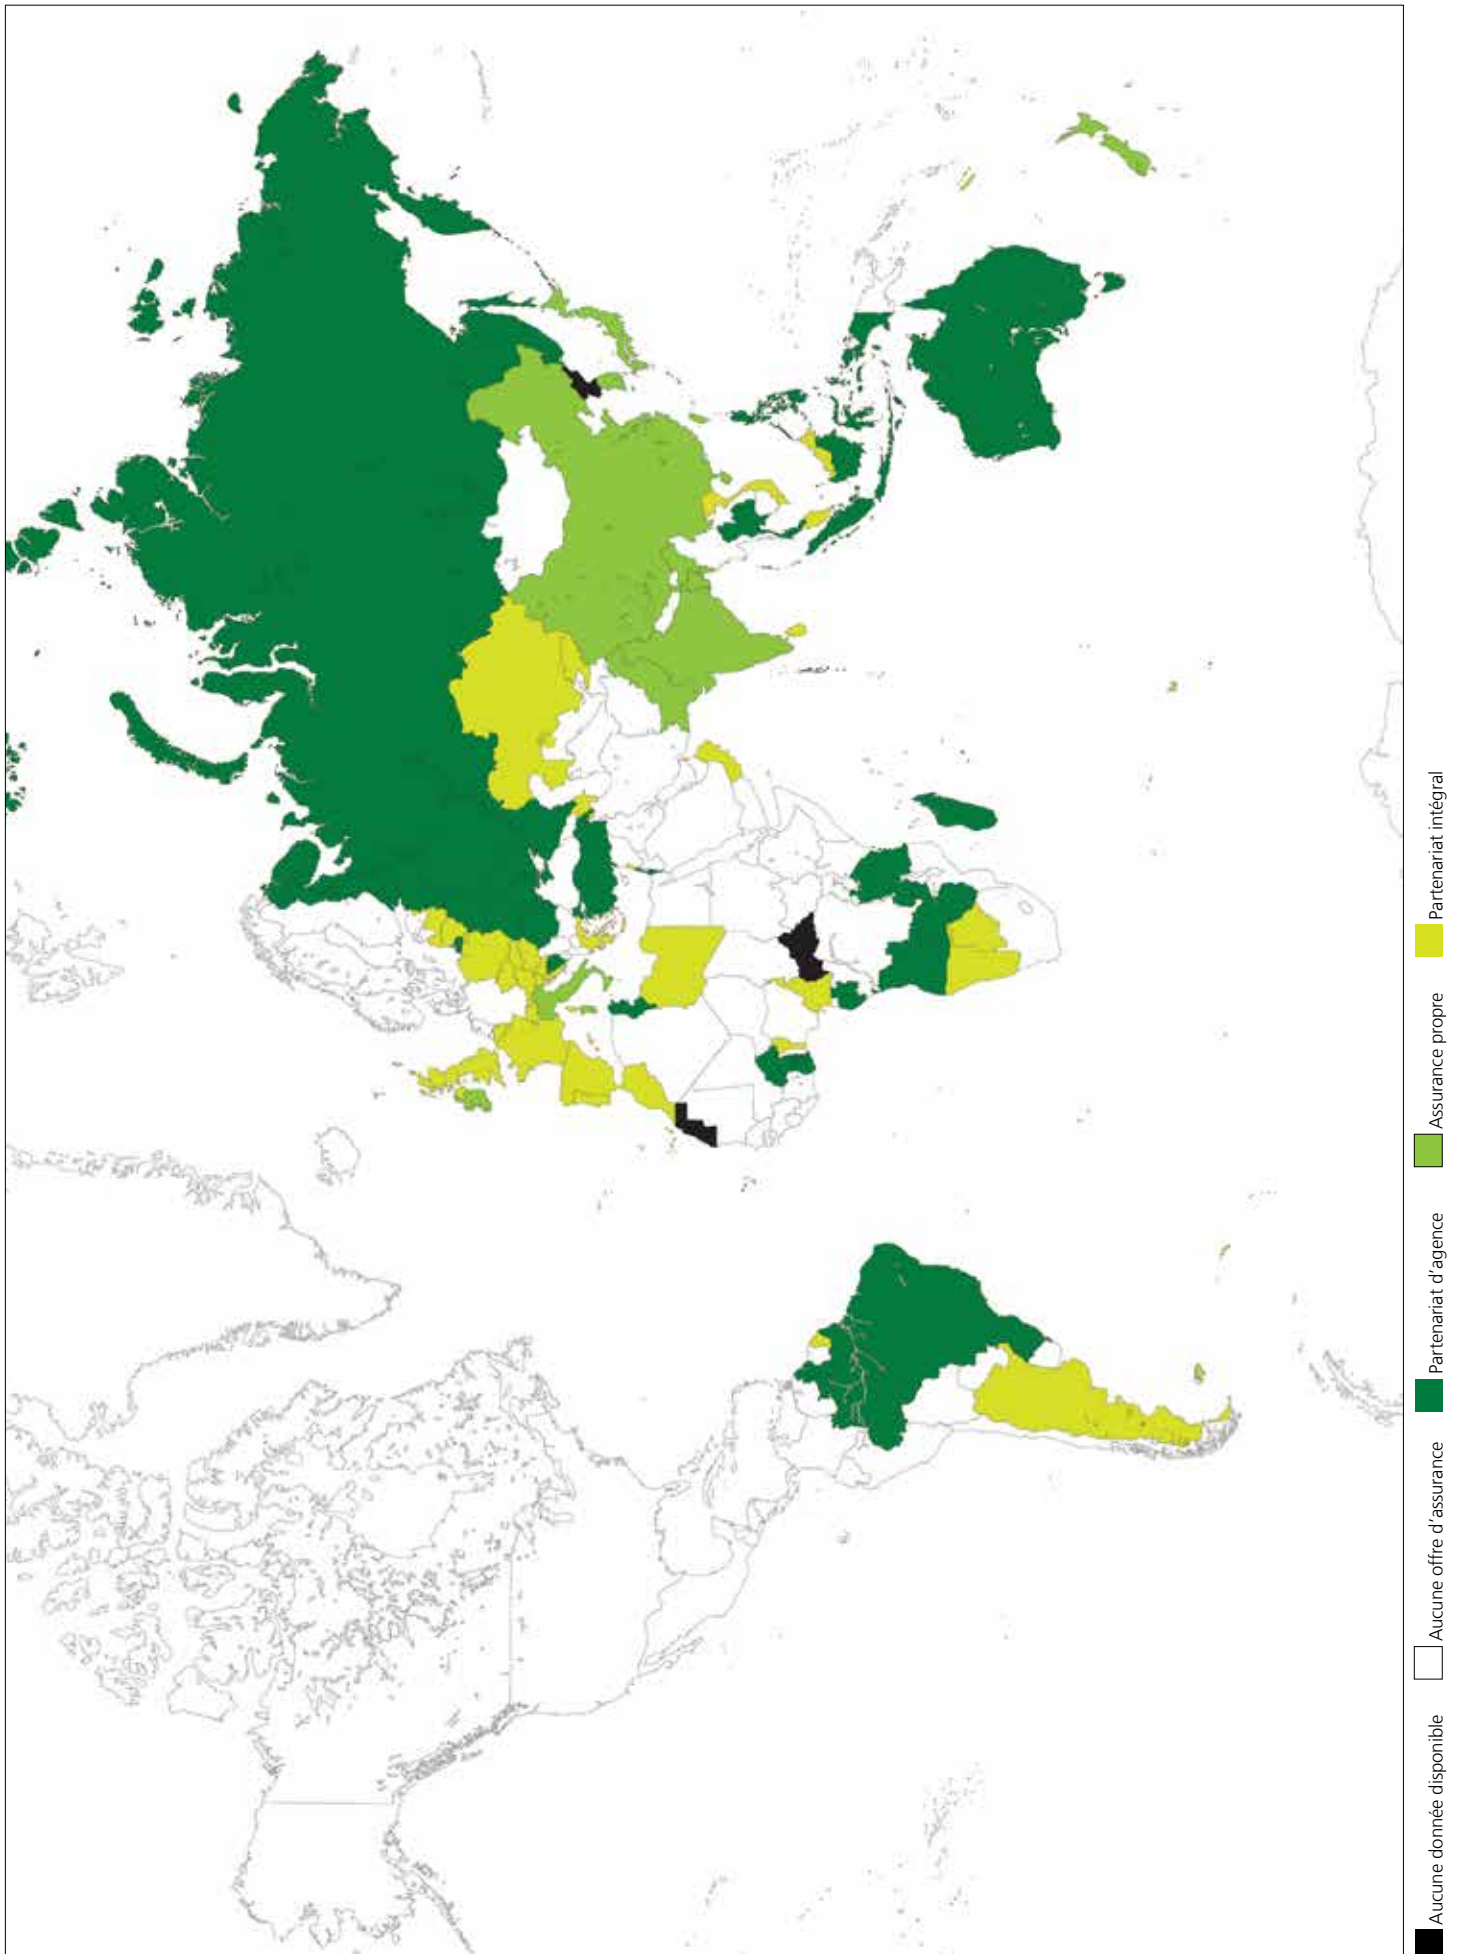 Aucune donnée disponible
Aucune offre d'assurance
Partenariat d'agence
Assurance propre
Partenariat intégral